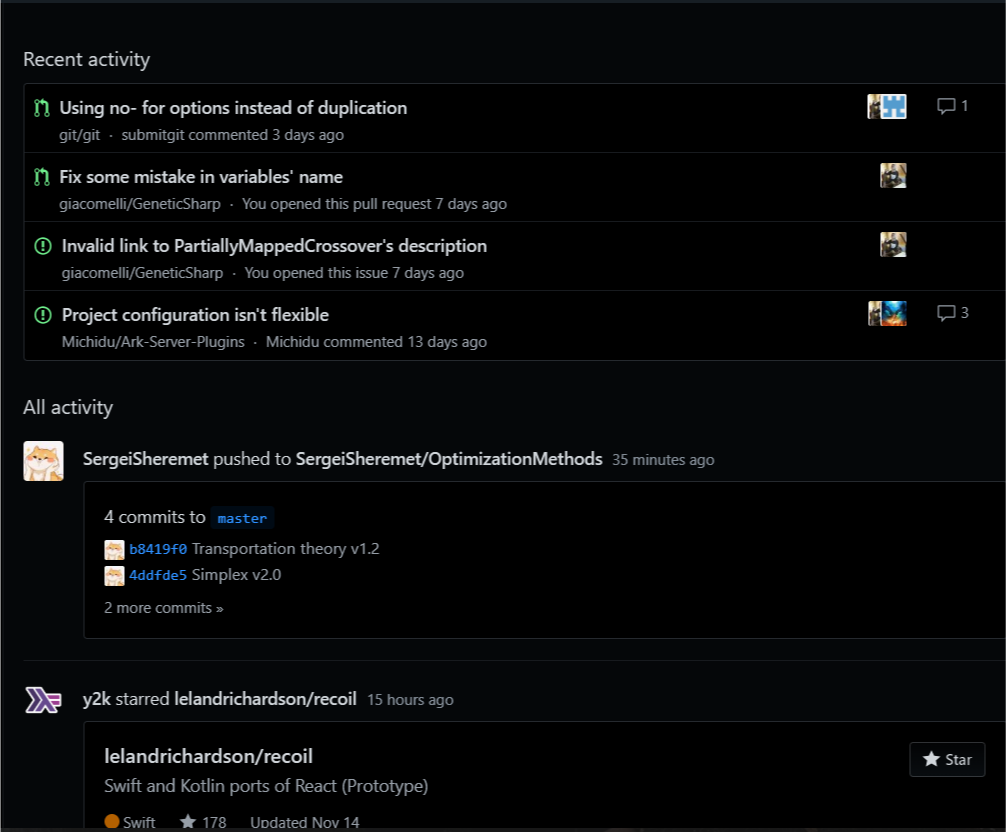 Recent activity
Using no- for options instead of duplication
1
git/git · submitgit commented 3 days ago
Fix some mistake in variables' name
giacomelli/GeneticSharp · You opened this pull request 7 days ago
Invalid link to PartiallyMappedCrossover's description
giacomelli/GeneticSharp · You opened this issue 7 days ago
Project configuration isn't flexible
3
Michidu/Ark-Server-Plugins · Michidu commented 13 days ago
All activity
SergeiSheremet pushed to SergeiSheremet/OptimizationMethods 35 minutes ago
4 commits to master
b8419f0 Transportation theory v1.2
4ddfde5 Simplex v2.0
2 more commits »
y2k starred lelandrichardson/recoil 15 hours ago
lelandrichardson/recoil
Star
Swift and Kotlin ports of React (Prototype)
Swift 178 Updated Nov 14